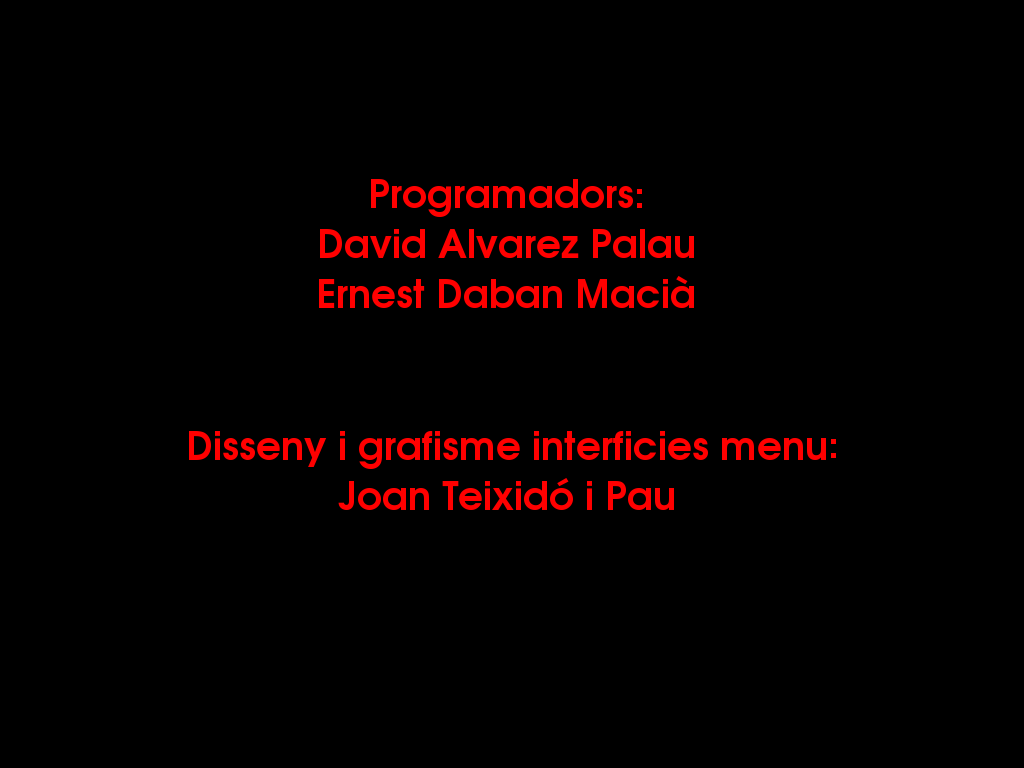 Programadors:
David Alvarez Palau
Ernest Daban Macià
Disseny i grafisme interficies menu:
Joan Teixidó i Pau